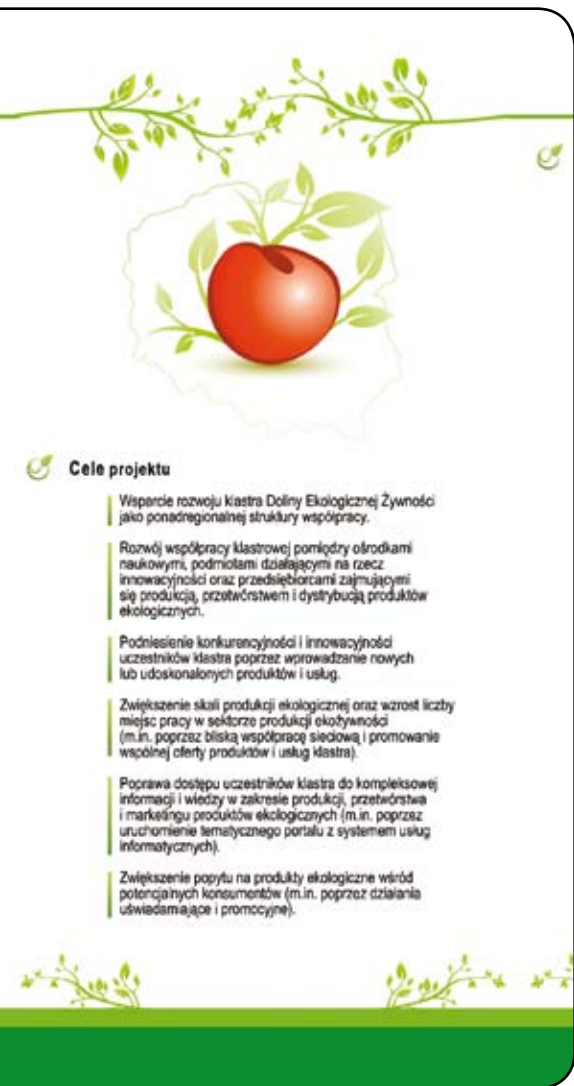 Cele projektu
Wsparcie rozwoju klastra Doliny Ekologicznej Żywności
jako ponadregionalnej struktury współpracy.
Rozwój współpracy klastrowej pomiędzy ośrodkami
naukowymi, podmiotami działającymi na rzecz
innowacyjności oraz przedsiębiorcami zajmującymi
się produkcją, przetwórstwem i dystrybucją produktów
ekologicznych.
Podniesienie konkurencyjności i innowacyjności
uczestników klastra poprzez wprowadzanie nowych
lub udoskonalonych produktów i usług.
Zwiększenie skali produkcji ekologicznej oraz wzrost liczby
miejsc pracy w sektorze produkcji ekożywności
(m.in. poprzez bliską współpracę sieciową i promowanie
wspólnej oferty produktów i usług klastra).
Poprawa dostępu uczestników klastra do kompleksowej
informacji i wiedzy w zakresie produkcji, przetwórstwa
i marketingu produktów ekologicznych (m.in. poprzez
uruchomienie tematycznego portalu z systemem usług
informatycznych).
Zwiększenie popytu na produkty ekologiczne wśród
potencjalnych konsumentów (m.in. poprzez działania
uświadamiające i promocyjne).